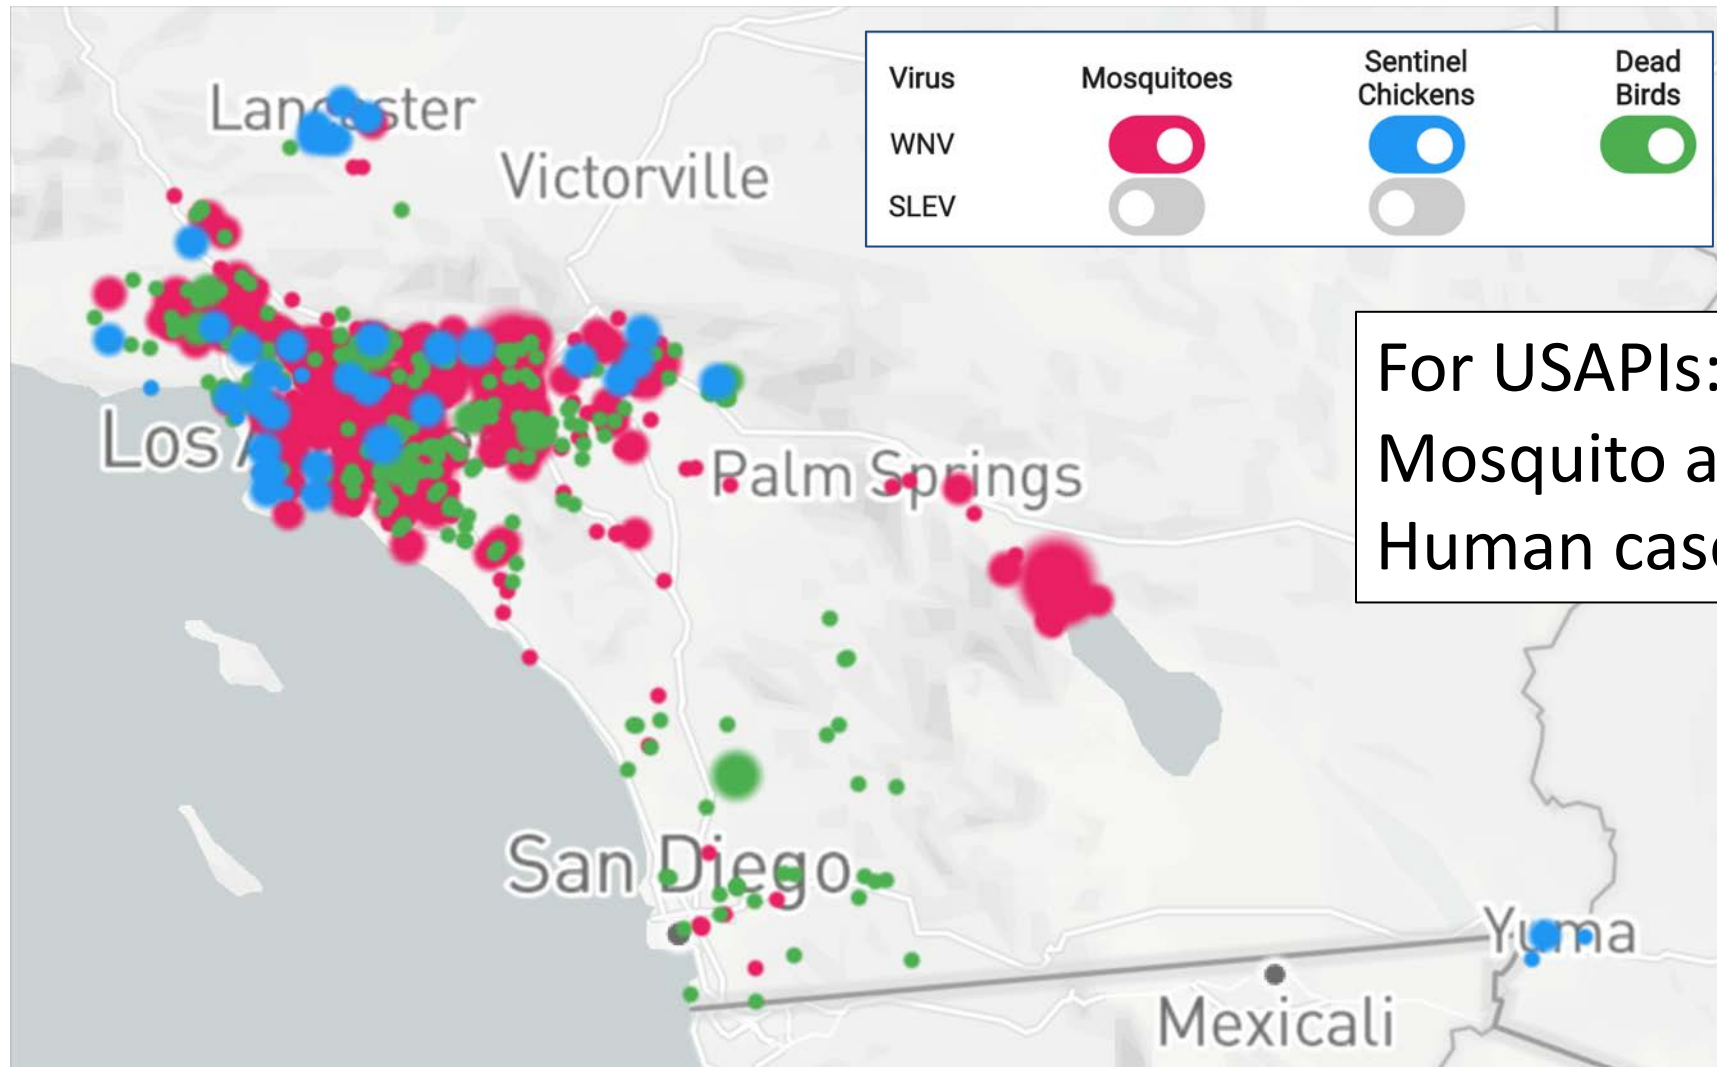 Virus
Mosquitoes
Sentinel
Chickens
Dead
Birds
WNV
SLEV
Lancaster
Victorville
For USAPIs:
Mosquito a
Human cas
Los
Palm Springs
San Diego
Yuma
Mexicali